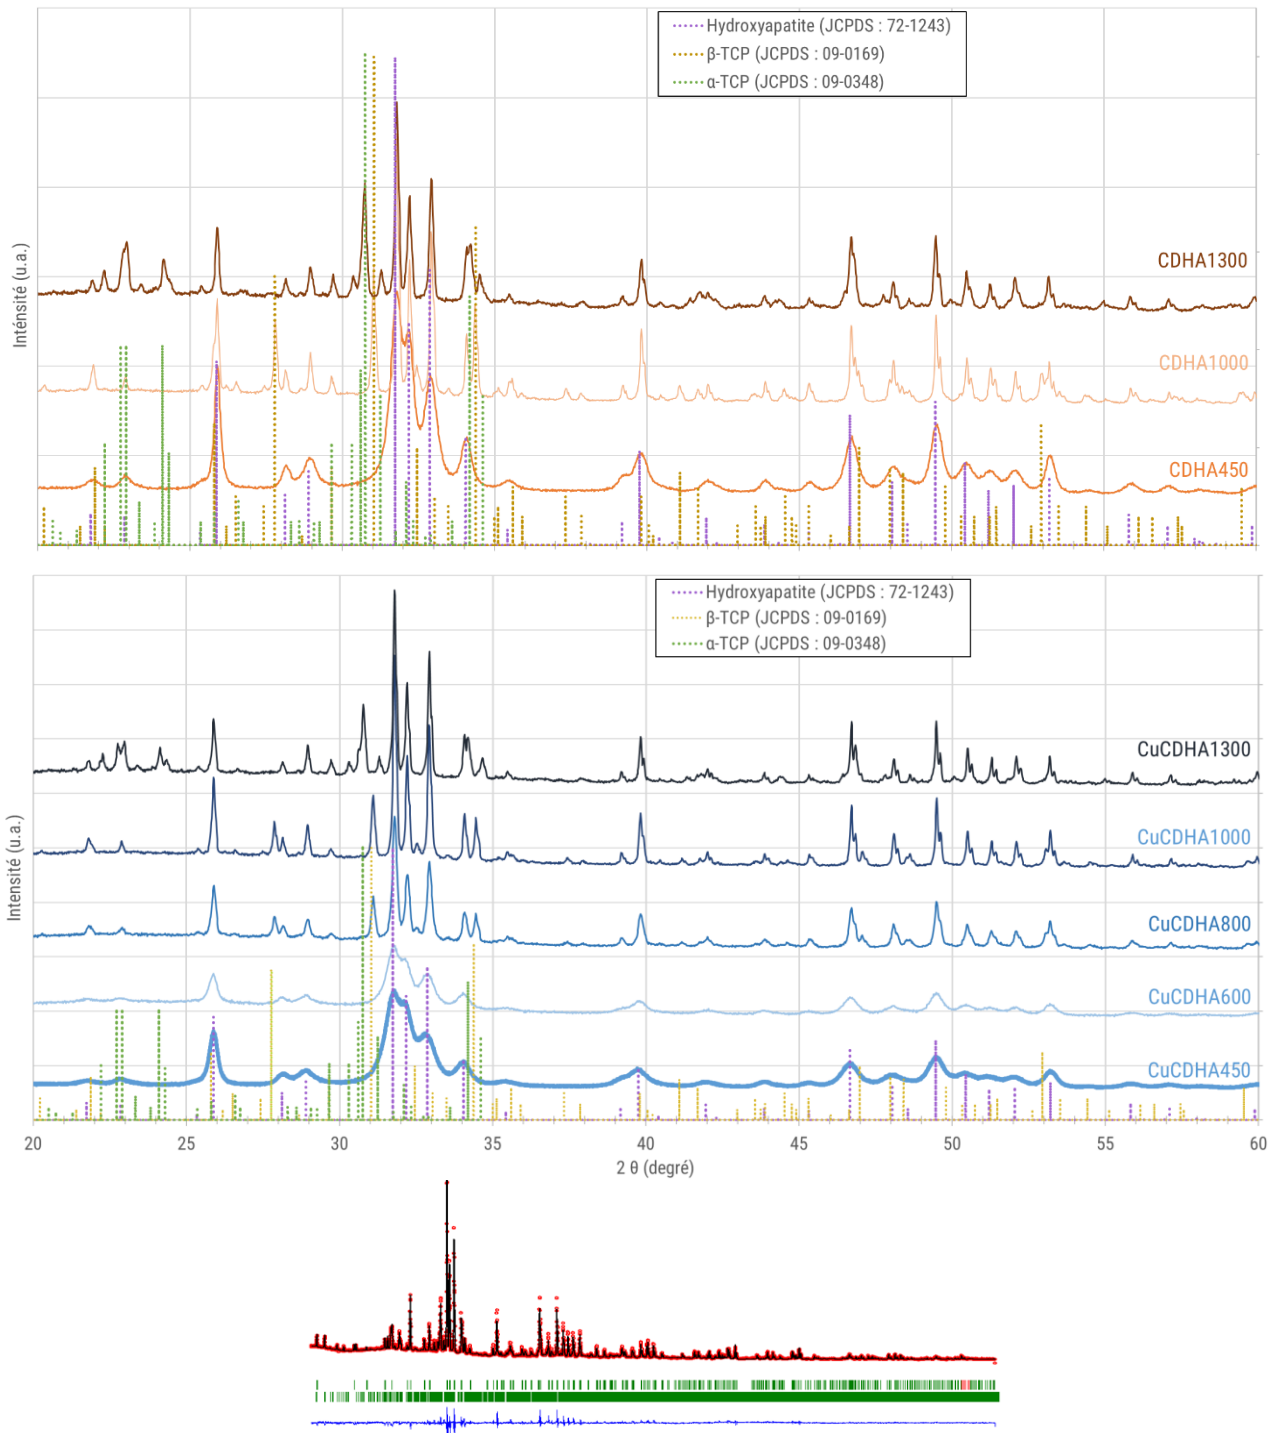 Hydroxyapatite (JCPDS : 72-1243)
β-TCP (JCPDS : 09-0169)
α-TCP (JCPDS : 09-0348)
Inténsité (u.a.)
CDHA1300
CDHA1000
CDHA450
Hydroxyapatite (JCPDS : 72-1243)
β-TCP (JCPDS : 09-0169)
α-TCP (JCPDS : 09-0348)
Intensité (u.a.)
CuCDHA1300
CuCDHA1000
CuCDHA800
CuCDHA600
CuCDHA450
20 25 30 35 40 45 50 55 60
2 θ (degré)